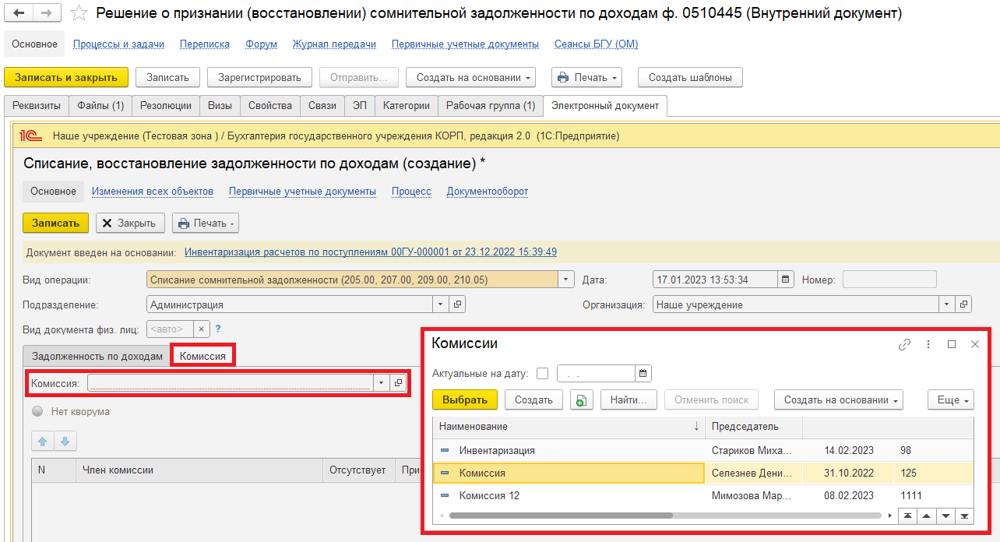 Решение о признании (восстановлении) сомнительной задолженности по доходам ф. 0510445 (Внутренний документ)
Основное Процессы и задачи Переписка Форум Журнал передачи Первичные учетные документы Сеансы БГУ (ОМ)
Записать и закрыть Записать Зарегистрировать Отправить... Создать на основании Печать Создать шаблоны
Реквизиты Файлы (1) Резолюции Визы Свойства Связи ЭП Категории Рабочая группа (1) Электронный документ
1С Наше учреждение (Тестовая зона ) / Бухгалтерия государственного учреждения КОРП, редакция 2.0 (1С:Предприятие)
Списание, восстановление задолженности по доходам (создание) *
Основное Изменения всех объектов Первичные учетные документы Процесс Документооборот
Записать Закрыть Печать
Документ введен на основании: Инвентаризация расчетов по поступлениям 00ГУ-000001 от 23.12.2022 15:39:49
Вид операции: Списание сомнительной задолженности (205.00, 207.00, 209.00, 210.05) Дата: 17.01.2023 13:53:34 Номер:
Подразделение: Администрация Организация: Наше учреждение
Вид документа физ. лиц: <авто> × ?
Задолженность по доходам Комиссия
Комиссия:
Нет кворума
N Член комиссии Отсутствует При
Комиссии
Актуальные на дату: . .
Выбрать Создать Найти... Отменить поиск Создать на основании Еще
Наименование ↓ Председатель
Инвентаризация Стариков Миха... 14.02.2023 98
Комиссия Селезнев Дени... 31.10.2022 125
Комиссия 12 Мимозова Мар... 08.02.2023 1111